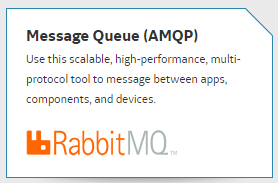 Message Queue (AMQP)
Use this scalable, high-performance, multi-
protocol tool to message between apps,
components, and devices.
RabbitMQ™